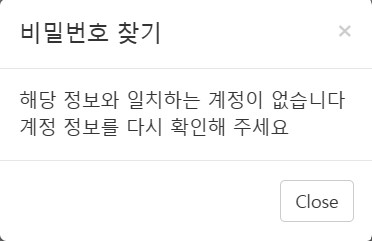 비밀번호 찾기
×
해당 정보와 일치하는 계정이 없습니다
계정 정보를 다시 확인해 주세요
Close